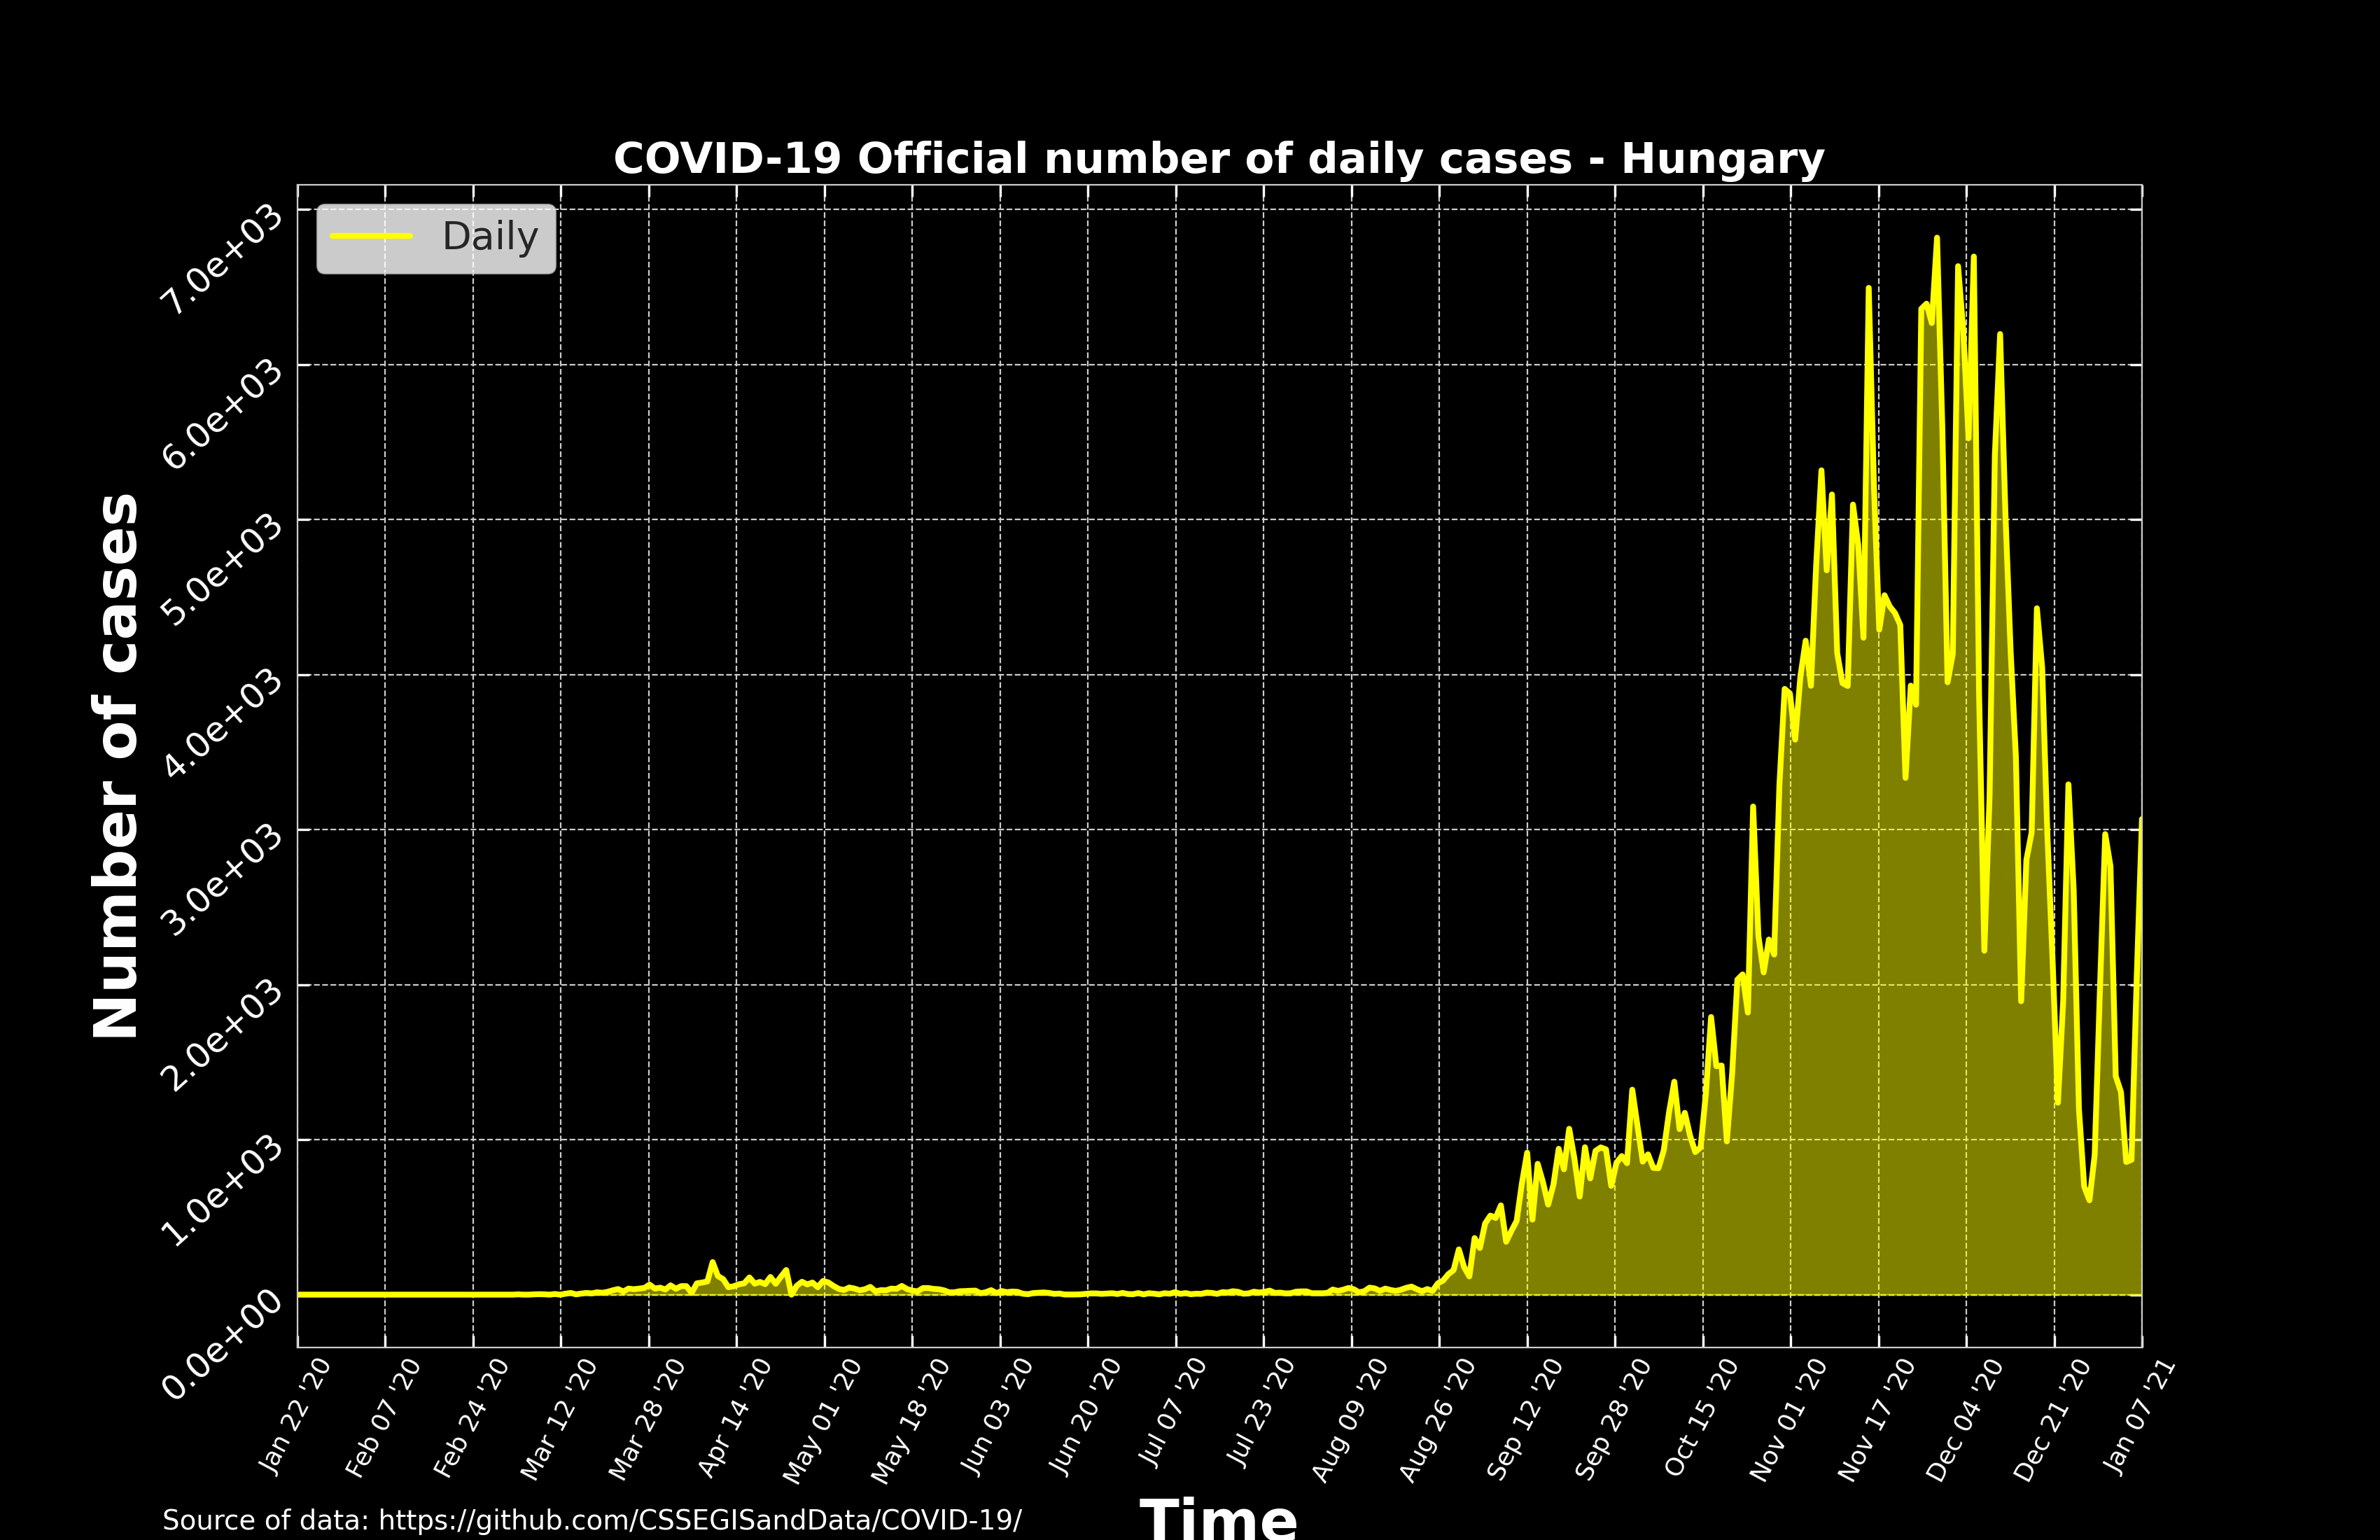 COVID-19 Official number of daily cases - Hungary
Daily
Number of cases
7.0e+03
6.0e+03
5.0e+03
4.0e+03
3.0e+03
2.0e+03
1.0e+03
0.0e+00
Jan 22 '20
Feb 07 '20
Feb 24 '20
Mar 12 '20
Mar 28 '20
Apr 14 '20
May 01 '20
May 18 '20
Jun 03 '20
Jun 20 '20
Jul 07 '20
Jul 23 '20
Aug 09 '20
Aug 26 '20
Sep 12 '20
Sep 28 '20
Oct 15 '20
Nov 01 '20
Nov 17 '20
Dec 04 '20
Dec 21 '20
Jan 07 '21
Time
Source of data: https://github.com/CSSEGISandData/COVID-19/